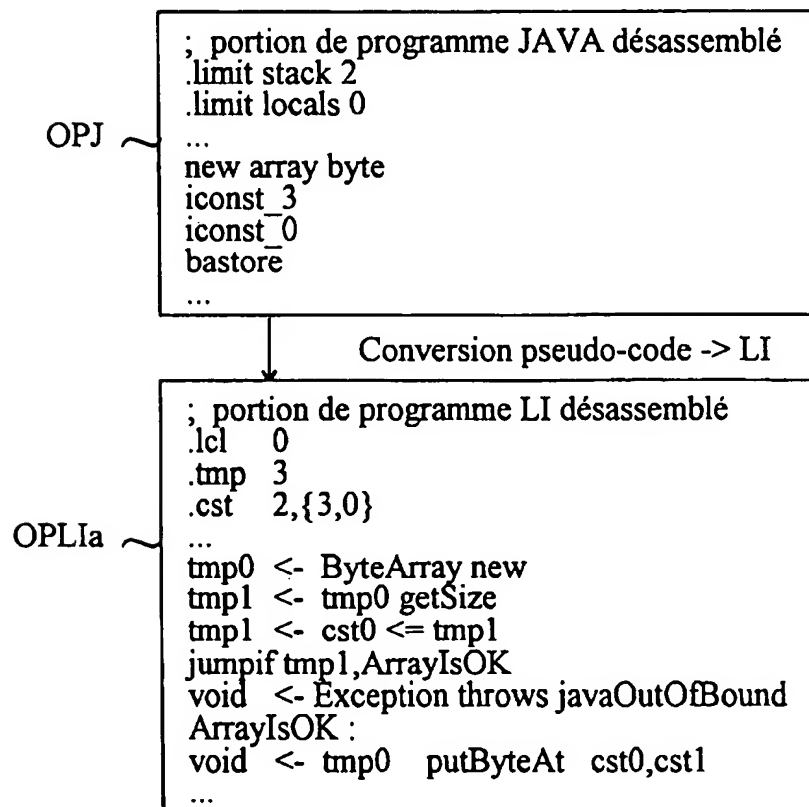 ; portion de programme JAVA désassemblé
.limit stack 2
.limit locals 0
OPJ
...
new array byte
iconst_3
iconst_0
bastore
...
Conversion pseudo-code -> LI
; portion de programme LI désassemblé
.lcl 0
.tmp 3
.cst 2,{3,0}
OPLIa
...
tmp0 <- ByteArray new
tmp1 <- tmp0 getSize
tmp1 <- cst0 <= tmp1
jumpif tmp1,ArrayIsOK
void <- Exception throws javaOutOfBound
ArrayIsOK :
void <- tmp0 putByteAt cst0,cst1
...